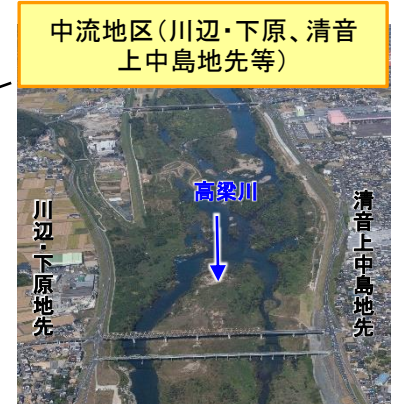 中流地区（川辺・下原、清音
上中島地先等）
高梁川
川辺・下原地先
清音上中島地先